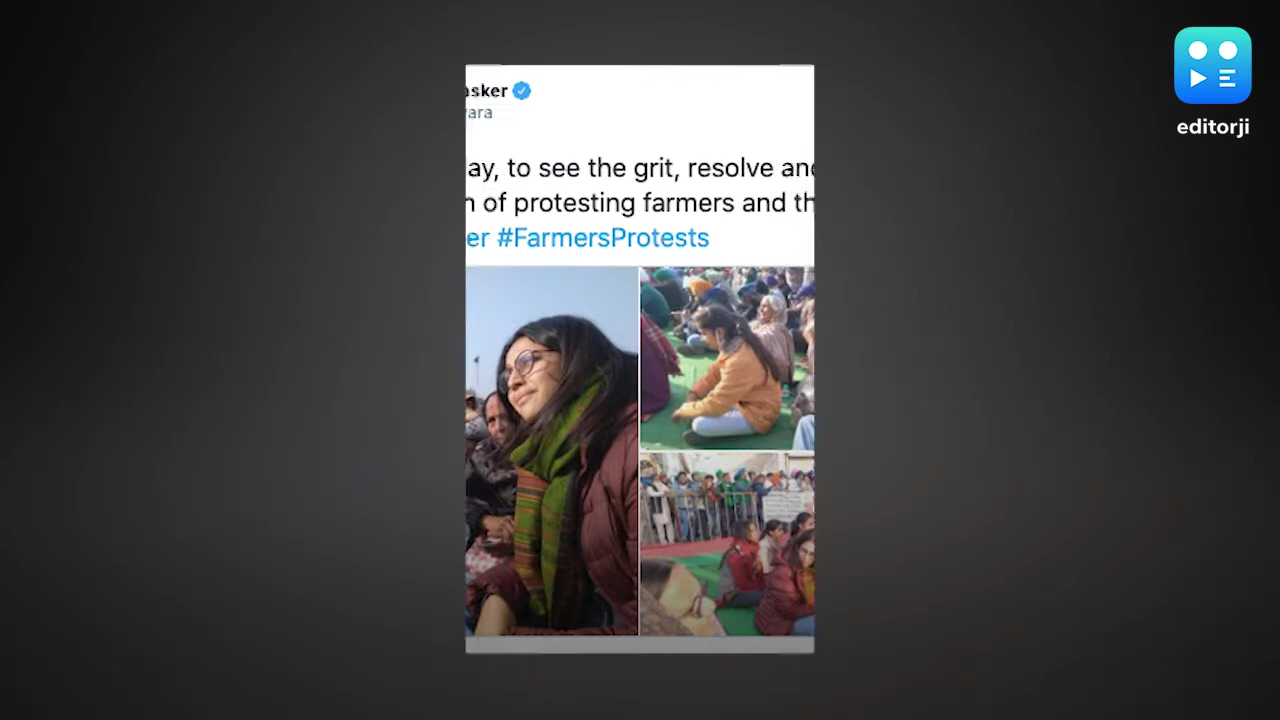 asker
ara
ay, to see the grit, resolve and
n of protesting farmers and th
er #FarmersProtests
editorji